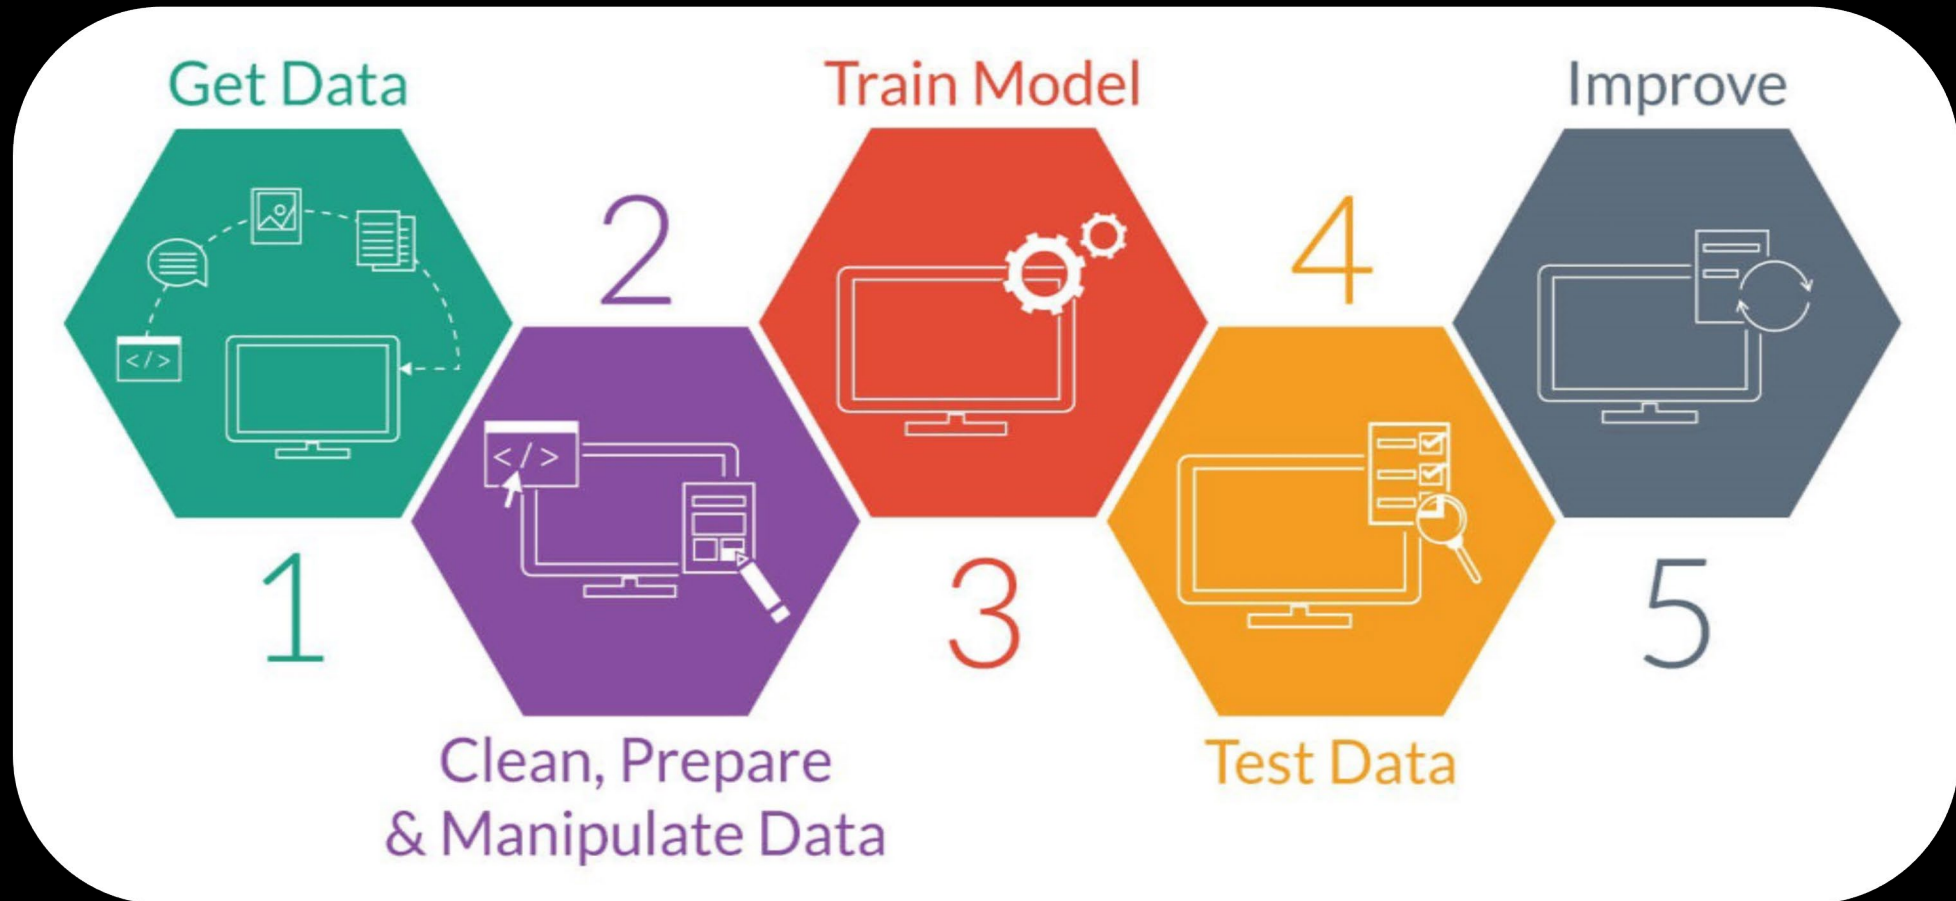 Get Data
1
</>
2
</>
Clean, Prepare
& Manipulate Data
Train Model
3
4
Test Data
Improve
5